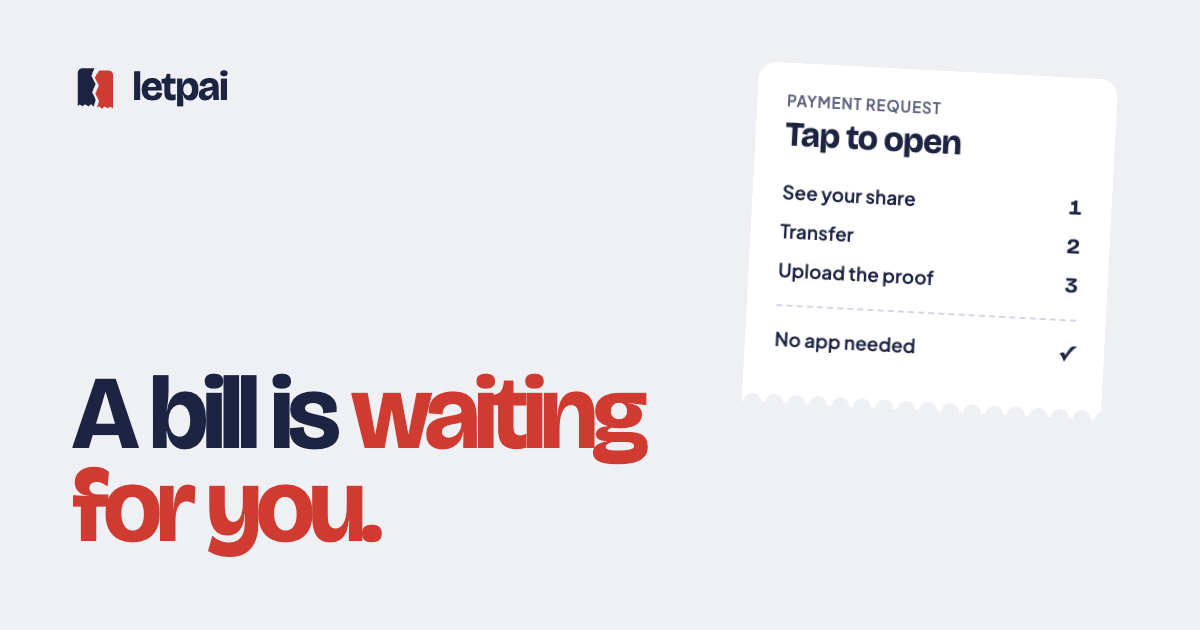 letpai
PAYMENT REQUEST
Tap to open
See your share 1
Transfer 2
Upload the proof 3
No app needed ✓
A bill is waiting
for you.